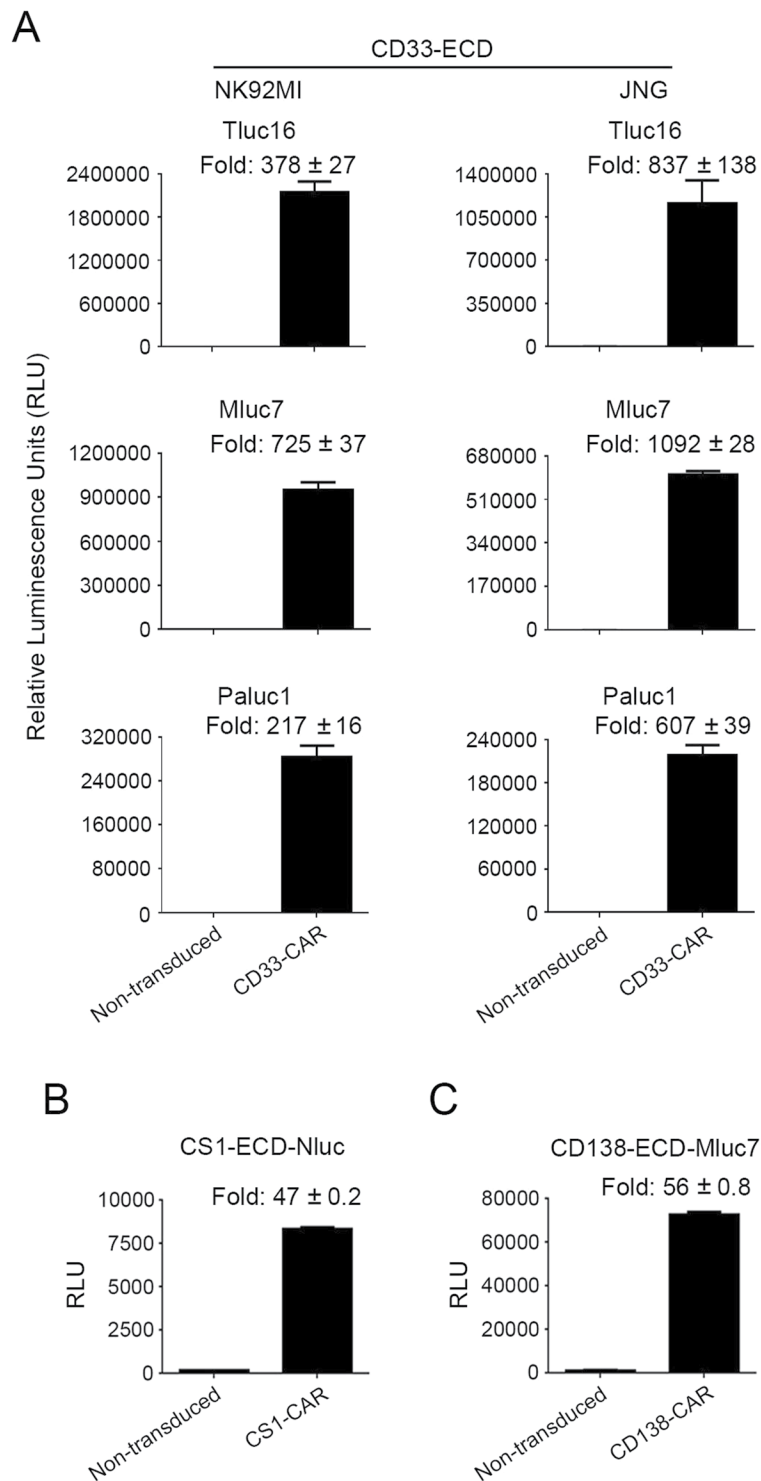 A
CD33-ECD
NK92MI
JNG
Tluc16
Fold: 378 ± 27
2400000
1800000
1200000
600000
0
Tluc16
Fold: 837 ± 138
1400000
1050000
700000
350000
0
Relative Luminescence Units (RLU)
Mluc7
Fold: 725 ± 37
1200000
900000
600000
300000
0
Mluc7
Fold: 1092 ± 28
680000
510000
340000
170000
0
Paluc1
Fold: 217 ± 16
320000
240000
160000
80000
0
Non-transduced
CD33-CAR
Paluc1
Fold: 607 ± 39
240000
180000
120000
60000
0
Non-transduced
CD33-CAR
B
CS1-ECD-Nluc
Fold: 47 ± 0.2
RLU
10000
7500
5000
2500
0
Non-transduced
CS1-CAR
C
CD138-ECD-Mluc7
Fold: 56 ± 0.8
RLU
80000
60000
40000
20000
0
Non-transduced
CD138-CAR